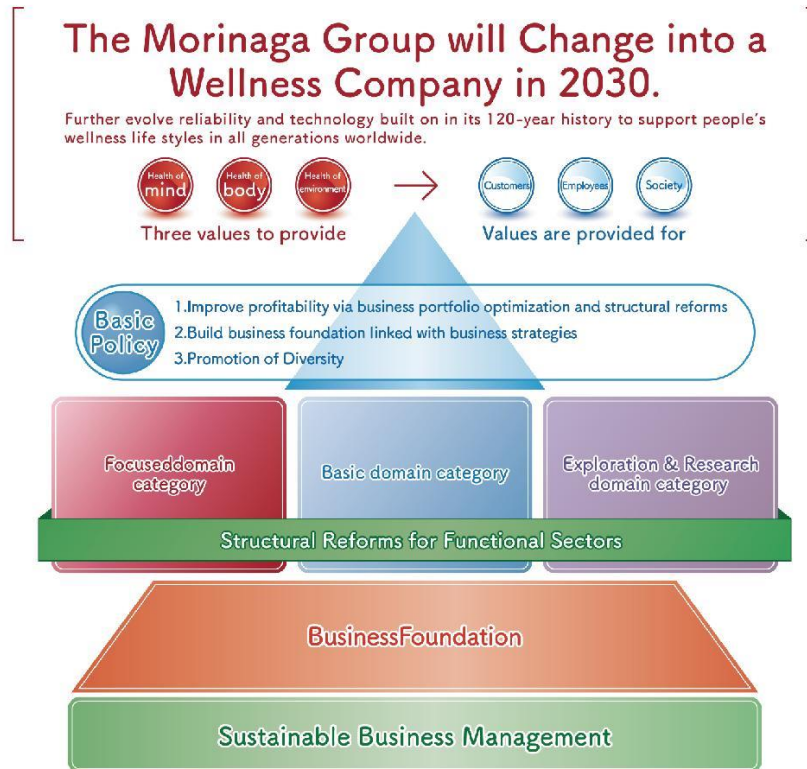 The Morinaga Group will Change into a
Wellness Company in 2030.
Further evolve reliability and technology built on in its 120-year history to support people's
wellness life styles in all generations worldwide.
Health of
mind
Health of
body
Health of
environment
→
Customers
Employees
Society
Three values to provide
Values are provided for
Basic
Policy
1.Improve profitability via business portfolio optimization and structural reforms
2.Build business foundation linked with business strategies
3.Promotion of Diversity
Focuseddomain
category
Basic domain category
Exploration & Research
domain category
Structural Reforms for Functional Sectors
BusinessFoundation
Sustainable Business Management